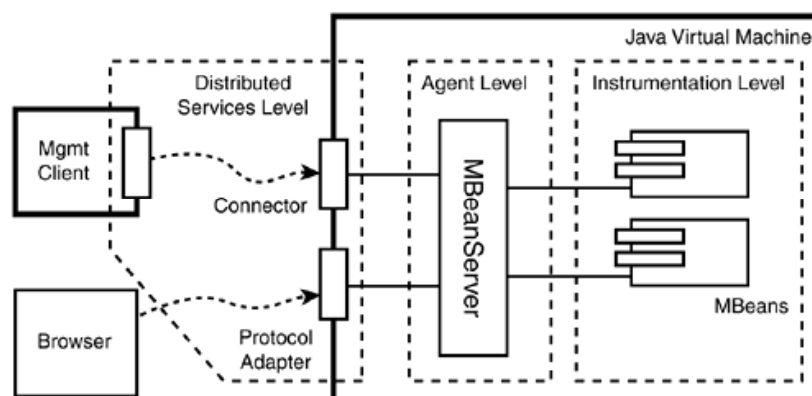 Java Virtual Machine
Distributed
Services Level
Agent Level
Instrumentation Level
Mgmt
Client
Connector
MBeanServer
MBeans
Browser
Protocol
Adapter